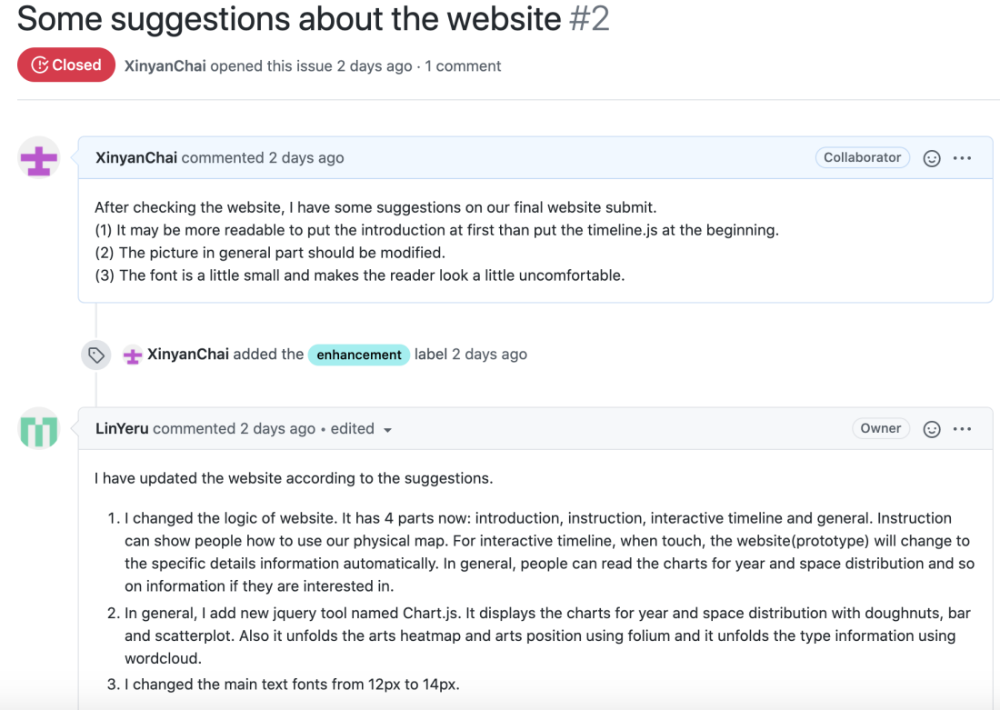 Some suggestions about the website #2
Closed XinyanChai opened this issue 2 days ago · 1 comment
XinyanChai commented 2 days ago Collaborator
After checking the website, I have some suggestions on our final website submit.
(1) It may be more readable to put the introduction at first than put the timeline.js at the beginning.
(2) The picture in general part should be modified.
(3) The font is a little small and makes the reader look a little uncomfortable.
XinyanChai added the enhancement label 2 days ago
LinYeru commented 2 days ago • edited Owner
I have updated the website according to the suggestions.
1. I changed the logic of website. It has 4 parts now: introduction, instruction, interactive timeline and general. Instruction
can show people how to use our physical map. For interactive timeline, when touch, the website(prototype) will change to
the specific details information automatically. In general, people can read the charts for year and space distribution and so
on information if they are interested in.
2. In general, I add new jquery tool named Chart.js. It displays the charts for year and space distribution with doughnuts, bar
and scatterplot. Also it unfolds the arts heatmap and arts position using folium and it unfolds the type information using
wordcloud.
3. I changed the main text fonts from 12px to 14px.